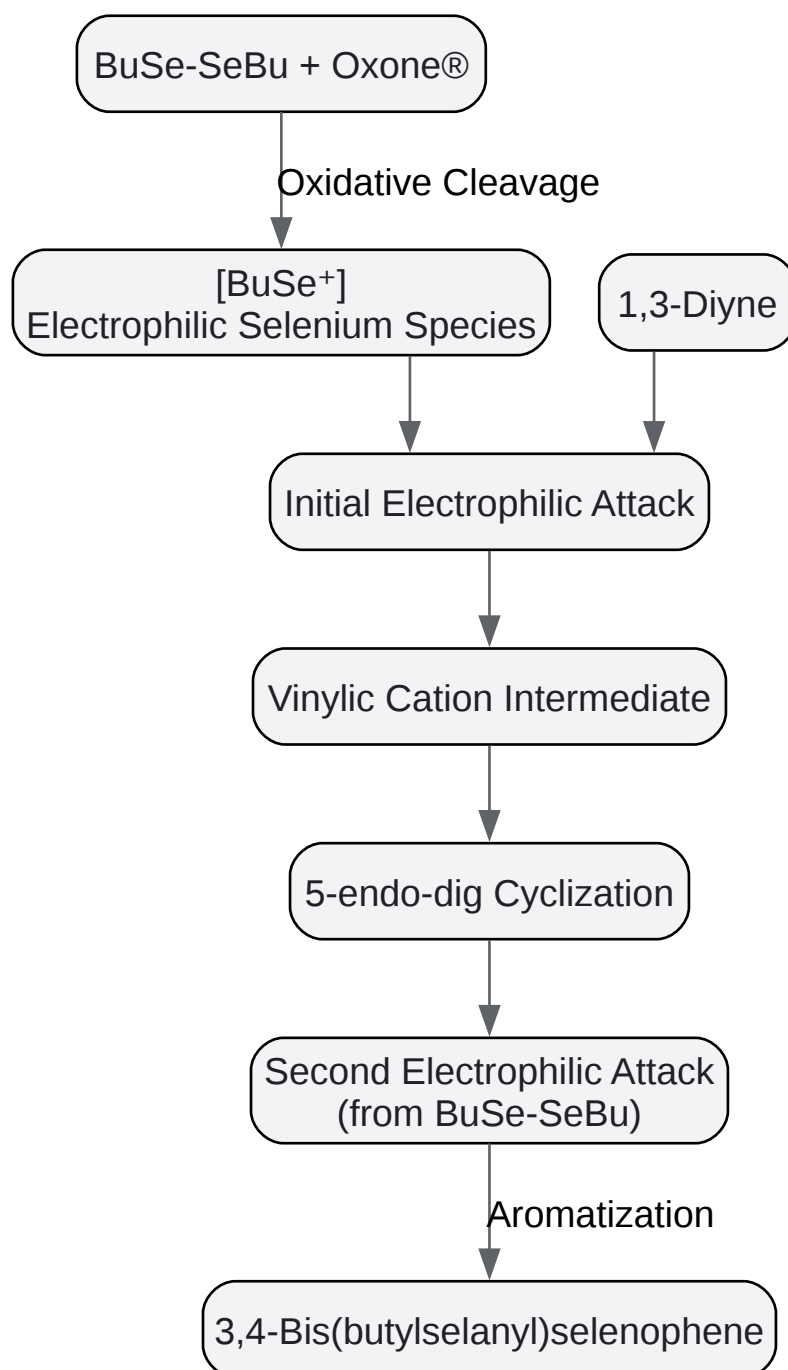 BuSe-SeBu + Oxone®
Oxidative Cleavage
[BuSe⁺]
Electrophilic Selenium Species
1,3-Diyne
Initial Electrophilic Attack
Vinylic Cation Intermediate
5-endo-dig Cyclization
Second Electrophilic Attack
(from BuSe-SeBu)
Aromatization
3,4-Bis(butylselanyl)selenophene